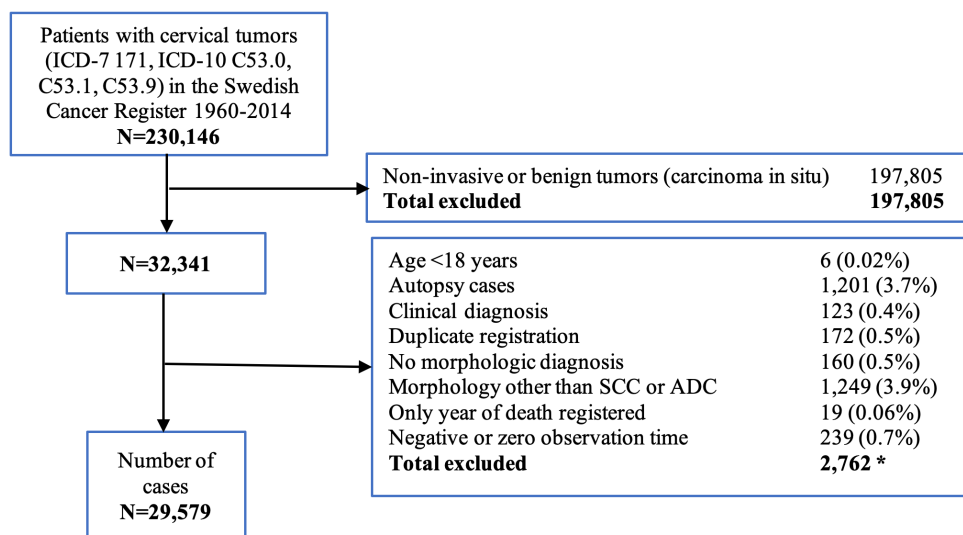 Patients with cervical tumors
(ICD-7 171, ICD-10 C53.0,
C53.1, C53.9) in the Swedish
Cancer Register 1960-2014
N=230,146
Non-invasive or benign tumors (carcinoma in situ) 197,805
Total excluded 197,805
N=32,341
Age <18 years 6 (0.02%)
Autopsy cases 1,201 (3.7%)
Clinical diagnosis 123 (0.4%)
Duplicate registration 172 (0.5%)
No morphologic diagnosis 160 (0.5%)
Morphology other than SCC or ADC 1,249 (3.9%)
Only year of death registered 19 (0.06%)
Negative or zero observation time 239 (0.7%)
Total excluded 2,762 *
Number of
cases
N=29,579